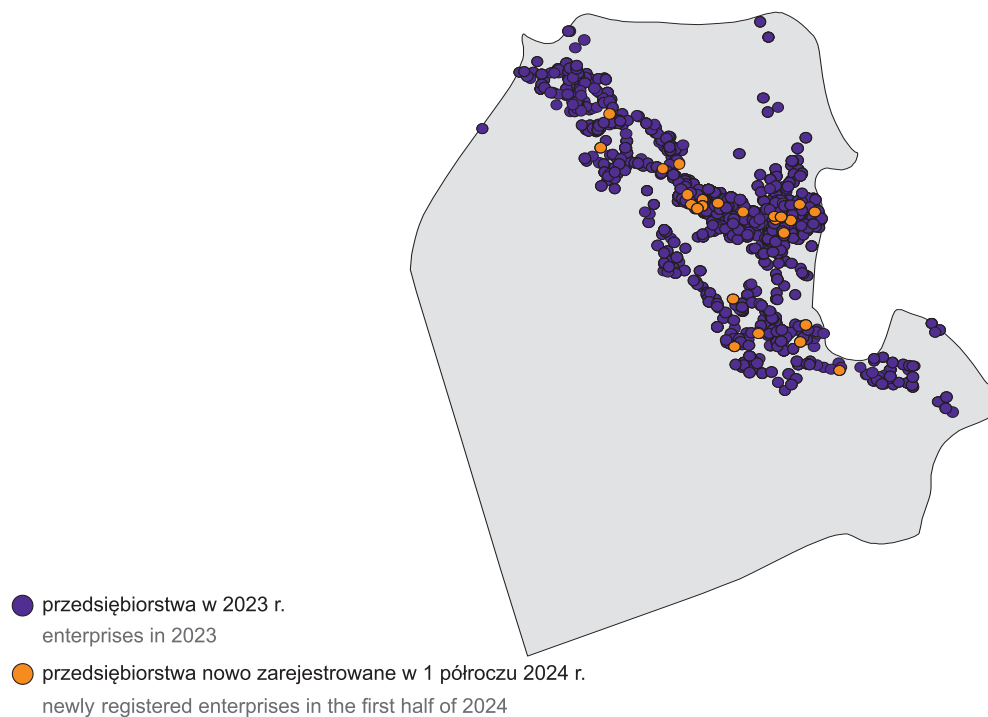 przedsiębiorstwa w 2023 r.
enterprises in 2023
przedsiębiorstwa nowo zarejestrowane w 1 półroczu 2024 r.
newly registered enterprises in the first half of 2024